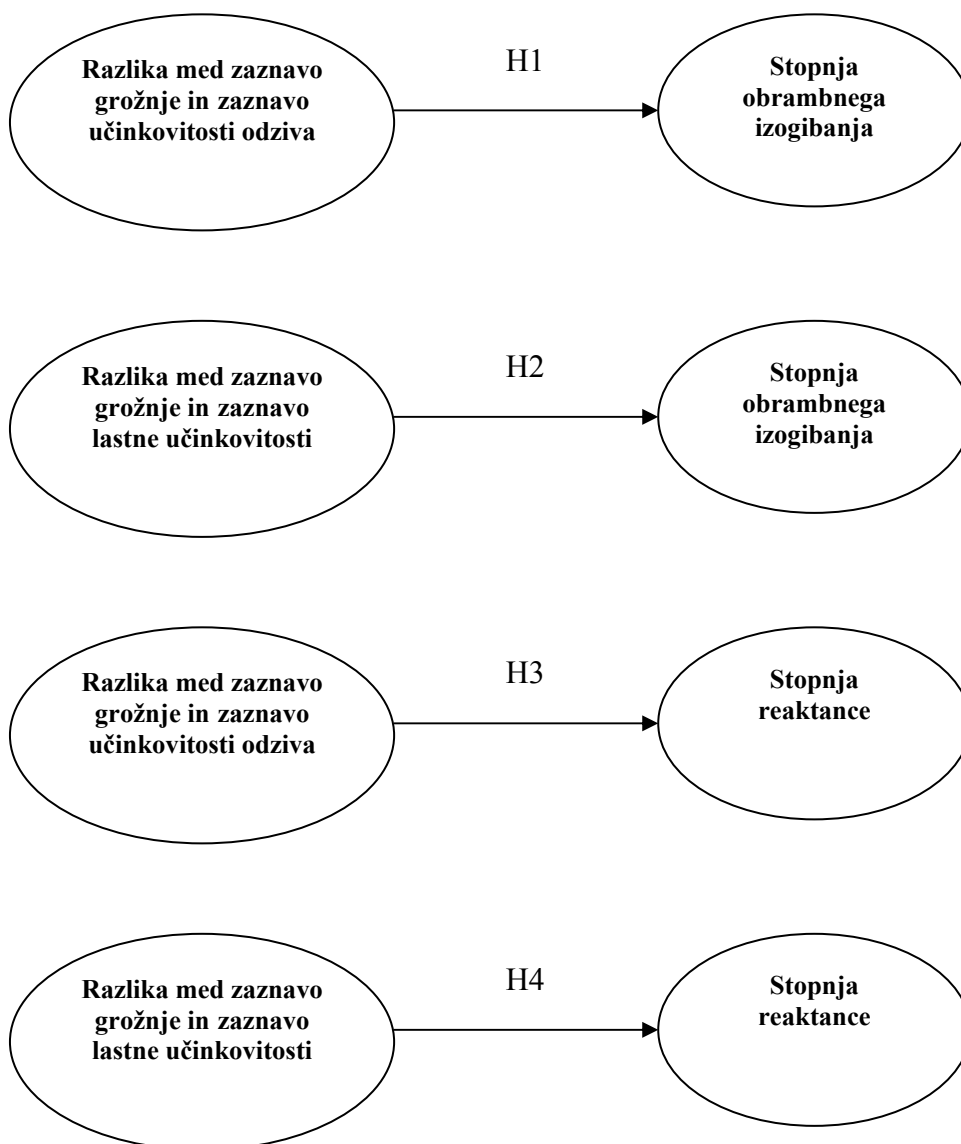 Razlika med zaznavo
grožnje in zaznavo
učinkovitosti odziva
H1
Stopnja
obrambnega
izogibanja
Razlika med zaznavo
grožnje in zaznavo
lastne učinkovitosti
H2
Stopnja
obrambnega
izogibanja
Razlika med zaznavo
grožnje in zaznavo
učinkovitosti odziva
H3
Stopnja
reaktance
Razlika med zaznavo
grožnje in zaznavo
lastne učinkovitosti
H4
Stopnja
reaktance